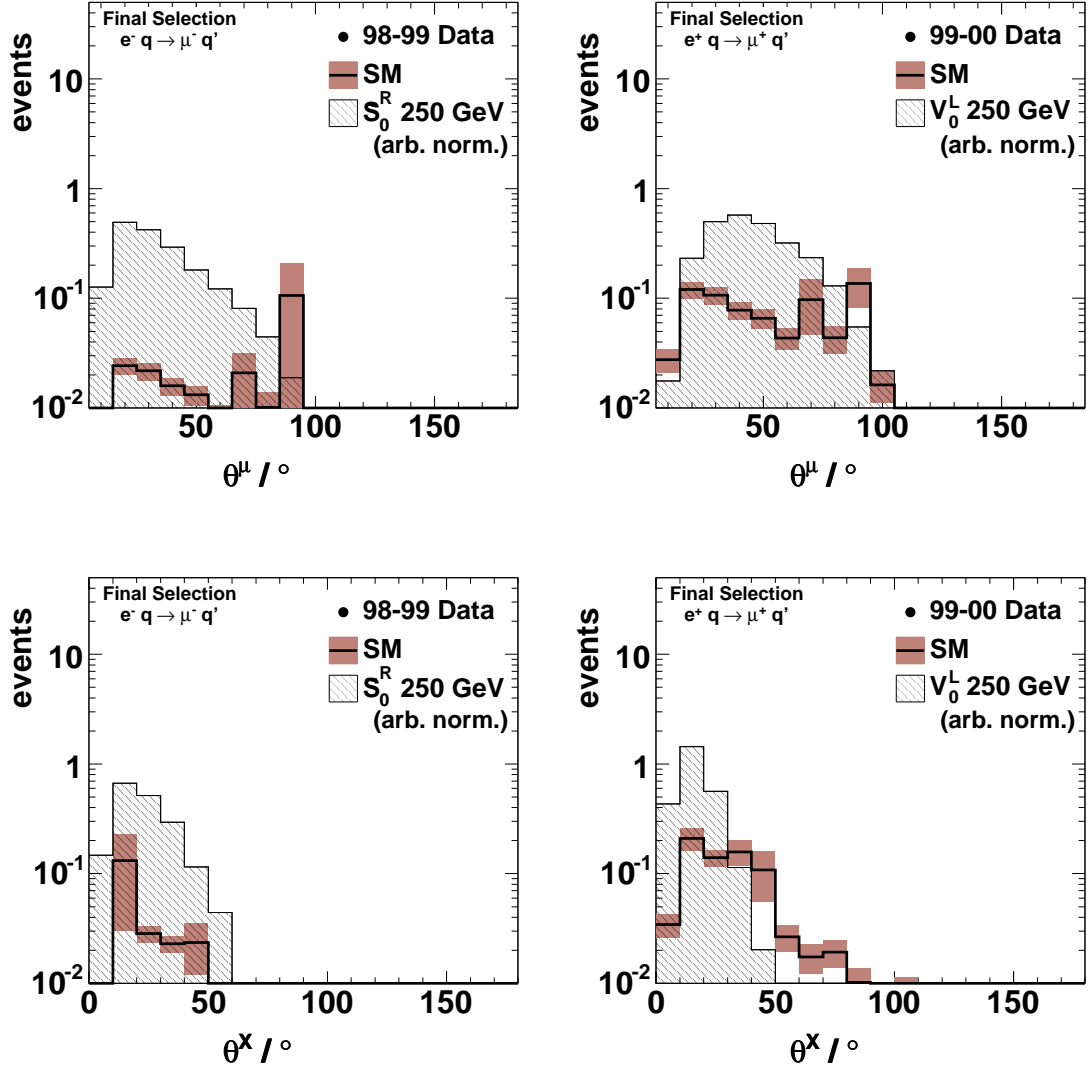 Final Selection
e⁻ q → μ⁻ q'
98-99 Data
SM
S₀ᴿ 250 GeV
(arb. norm.)
events
10
1
10⁻¹
10⁻²
50 100 150
θ^μ / °
Final Selection
e⁺ q → μ⁺ q'
99-00 Data
SM
V₀ᴸ 250 GeV
(arb. norm.)
events
10
1
10⁻¹
10⁻²
50 100 150
θ^μ / °
Final Selection
e⁻ q → μ⁻ q'
98-99 Data
SM
S₀ᴿ 250 GeV
(arb. norm.)
events
10
1
10⁻¹
10⁻²
0 50 100 150
θ^X / °
Final Selection
e⁺ q → μ⁺ q'
99-00 Data
SM
V₀ᴸ 250 GeV
(arb. norm.)
events
10
1
10⁻¹
10⁻²
0 50 100 150
θ^X / °